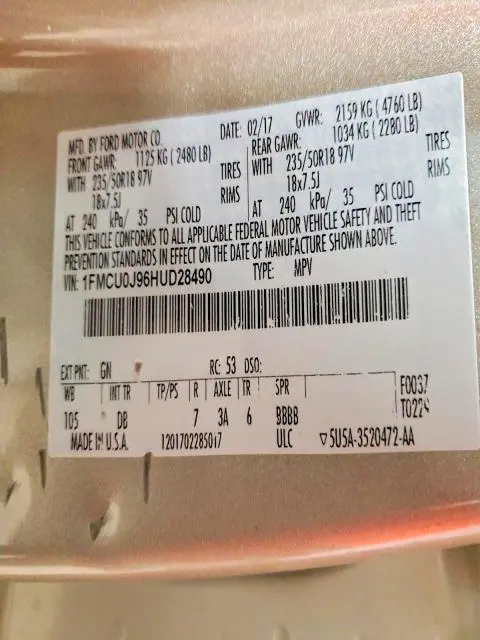 MFD. BY FORD MOTOR CO. DATE: 02/17 GVWR: 2159 KG ( 4760 LB)
FRONT GAWR: 1125 KG ( 2480 LB) REAR GAWR: 1034 KG ( 2280 LB)
WITH 235/50R18 97V TIRES WITH 235/50R18 97V TIRES
18x7.5J RIMS 18x7.5J RIMS
AT 240 kPa/ 35 PSI COLD AT 240 kPa/ 35 PSI COLD
THIS VEHICLE CONFORMS TO ALL APPLICABLE FEDERAL MOTOR VEHICLE SAFETY AND THEFT
PREVENTION STANDARDS IN EFFECT ON THE DATE OF MANUFACTURE SHOWN ABOVE.
VIN: 1FMCU0J96HUD28490 TYPE: MPV
EXT PNT: GN RC: 53 DSO:
WB INT TR TP/PS R AXLE TR SPR F0037
105 DB 7 3A 6 BBBB
MADE IN U.S.A. 12017022850 ULC ▽5U5A-3520472-AA